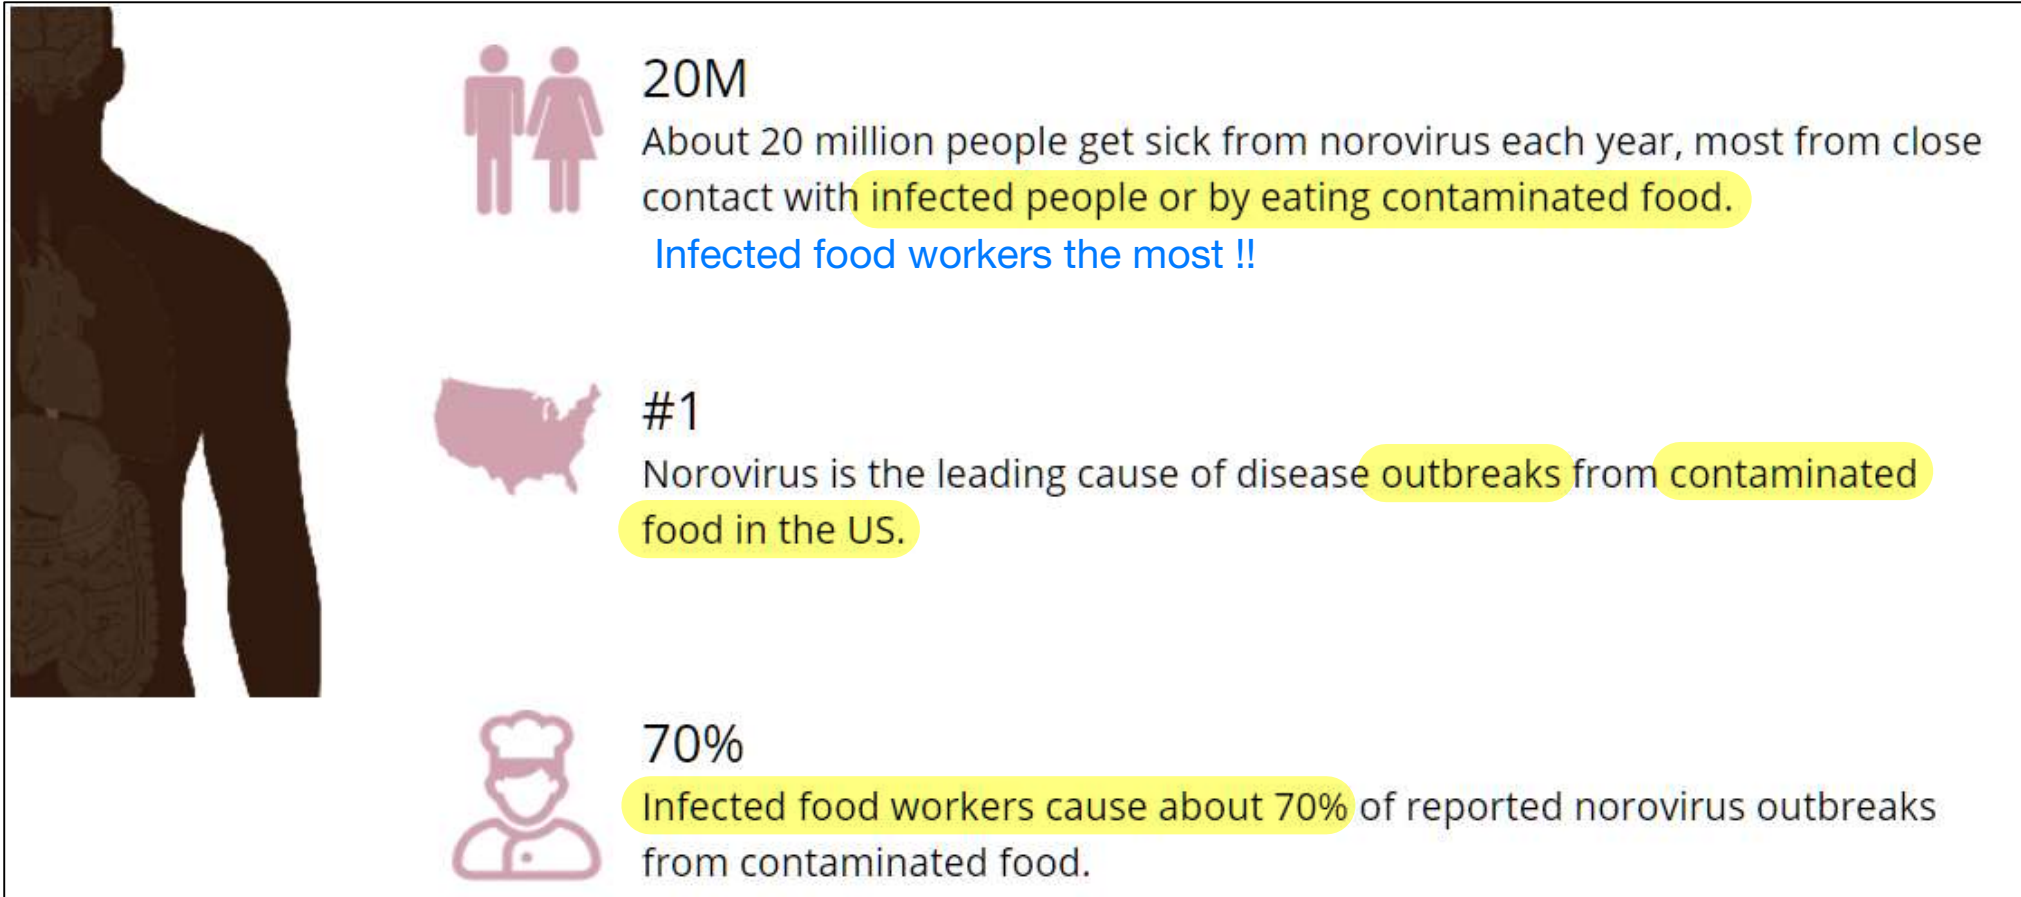 20M
About 20 million people get sick from norovirus each year, most from close
contact with infected people or by eating contaminated food.
Infected food workers the most !!
#1
Norovirus is the leading cause of disease outbreaks from contaminated
food in the US.
70%
Infected food workers cause about 70% of reported norovirus outbreaks
from contaminated food.